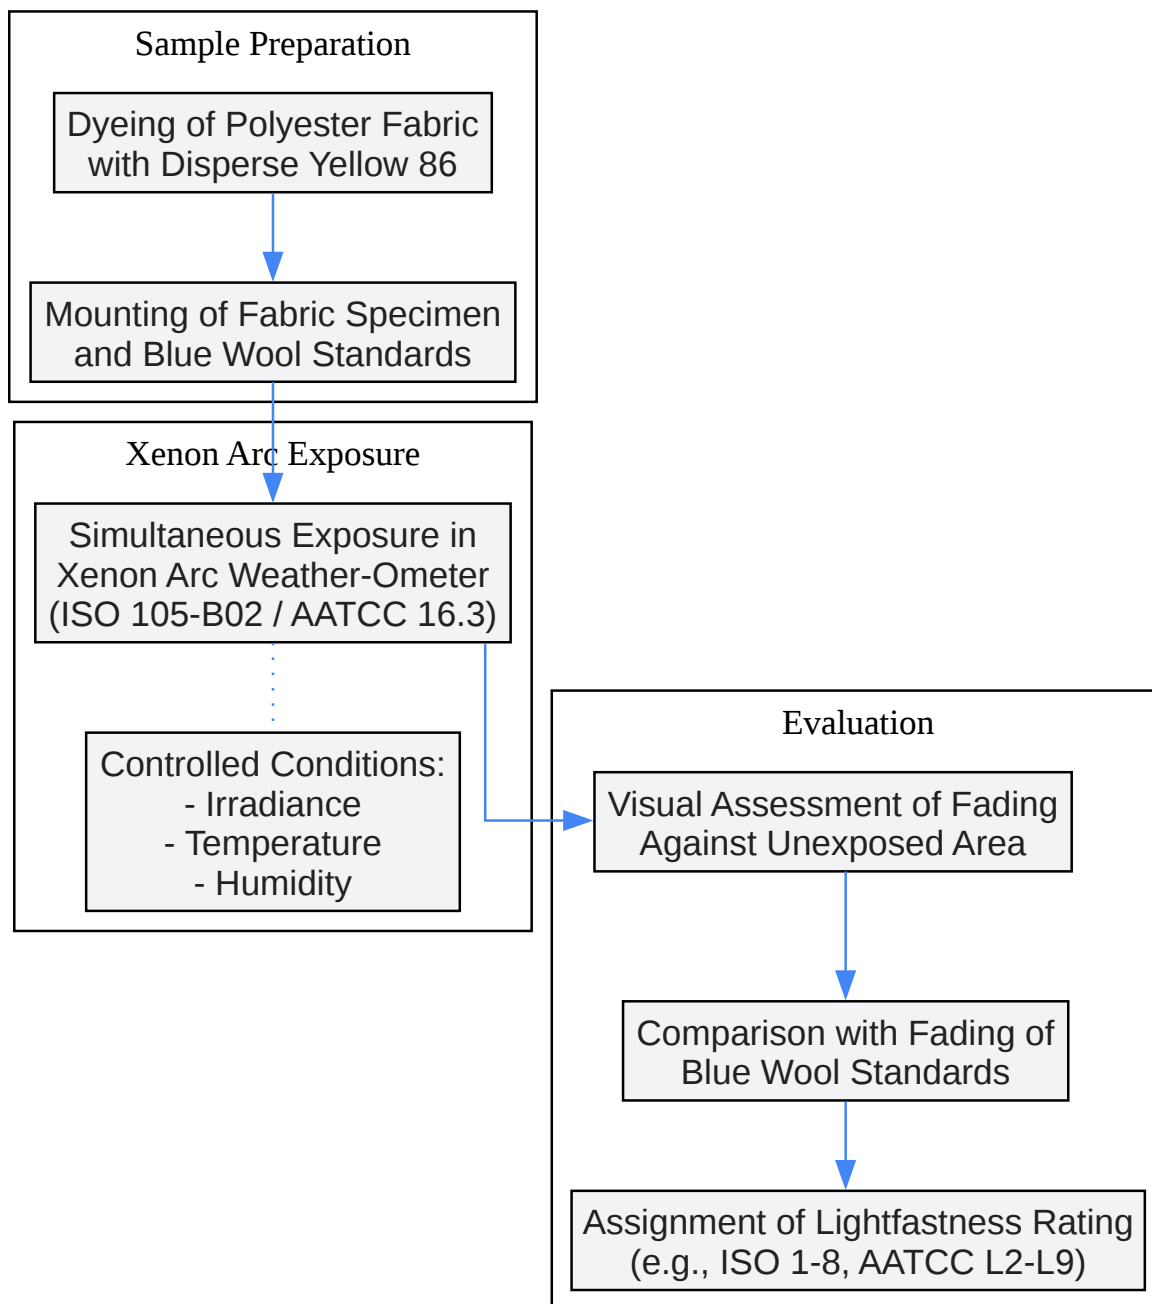 Sample Preparation
Dyeing of Polyester Fabric
with Disperse Yellow 86
Mounting of Fabric Specimen
and Blue Wool Standards
Xenon Arc Exposure
Simultaneous Exposure in
Xenon Arc Weather-Ometer
(ISO 105-B02 / AATCC 16.3)
Controlled Conditions:
- Irradiance
- Temperature
- Humidity
Evaluation
Visual Assessment of Fading
Against Unexposed Area
Comparison with Fading of
Blue Wool Standards
Assignment of Lightfastness Rating
(e.g., ISO 1-8, AATCC L2-L9)